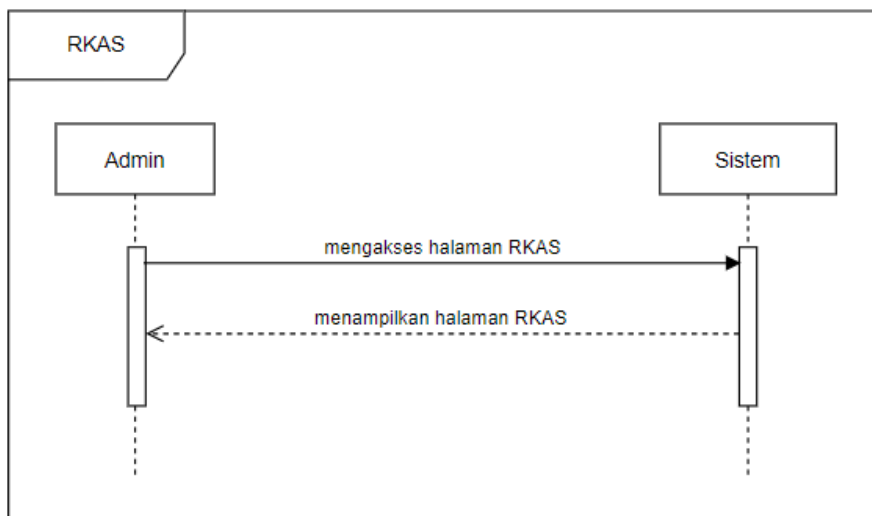 RKAS
Admin
Sistem
mengakses halaman RKAS
menampilkan halaman RKAS